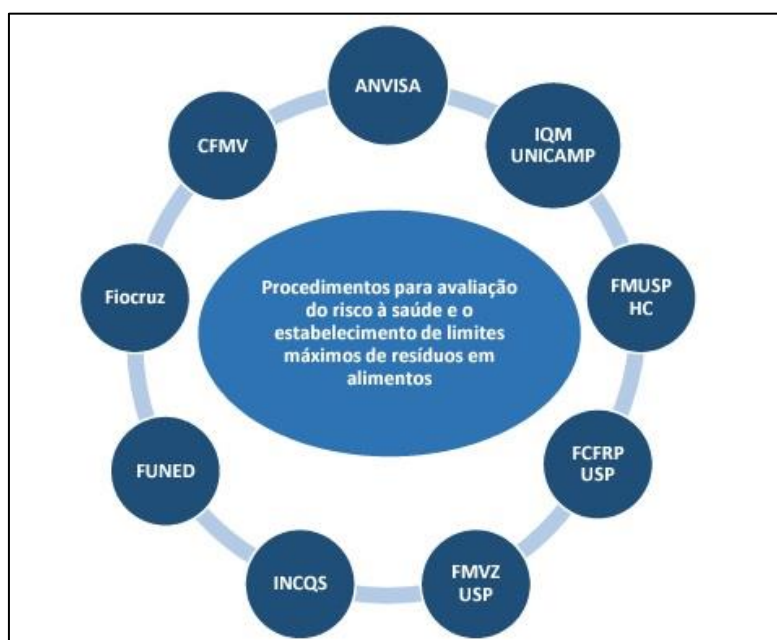 ANVISA
IQM
UNICAMP
FMUSP
HC
FCFRP
USP
FMVZ
USP
INCQS
FUNED
Fiocruz
CFMV
Procedimentos para avaliação
do risco à saúde e o
estabelecimento de limites
máximos de resíduos em
alimentos